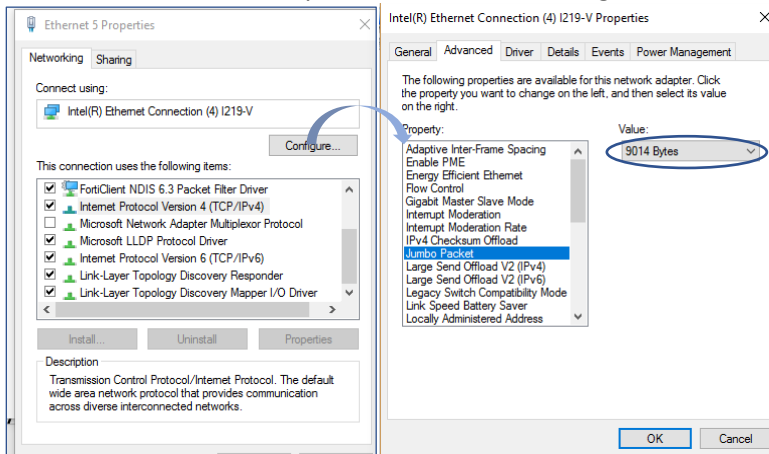 Ethernet 5 Properties
Networking Sharing
Connect using:
Intel(R) Ethernet Connection (4) I219-V
Configure...
This connection uses the following items:
FortiClient NDIS 6.3 Packet Filter Driver
Internet Protocol Version 4 (TCP/IPv4)
Microsoft Network Adapter Multiplexor Protocol
Microsoft LLDP Protocol Driver
Internet Protocol Version 6 (TCP/IPv6)
Link-Layer Topology Discovery Responder
Link-Layer Topology Discovery Mapper I/O Driver
Install... Uninstall Properties
Description
Transmission Control Protocol/Internet Protocol. The default
wide area network protocol that provides communication
across diverse interconnected networks.
Intel(R) Ethernet Connection (4) I219-V Properties
General Advanced Driver Details Events Power Management
The following properties are available for this network adapter. Click
the property you want to change on the left, and then select its value
on the right.
Property:
Adaptive Inter-Frame Spacing
Enable PME
Energy Efficient Ethernet
Flow Control
Gigabit Master Slave Mode
Interrupt Moderation
Interrupt Moderation Rate
IPv4 Checksum Offload
Jumbo Packet
Large Send Offload V2 (IPv4)
Large Send Offload V2 (IPv6)
Legacy Switch Compatibility Mode
Link Speed Battery Saver
Locally Administered Address
Value:
9014 Bytes
OK Cancel